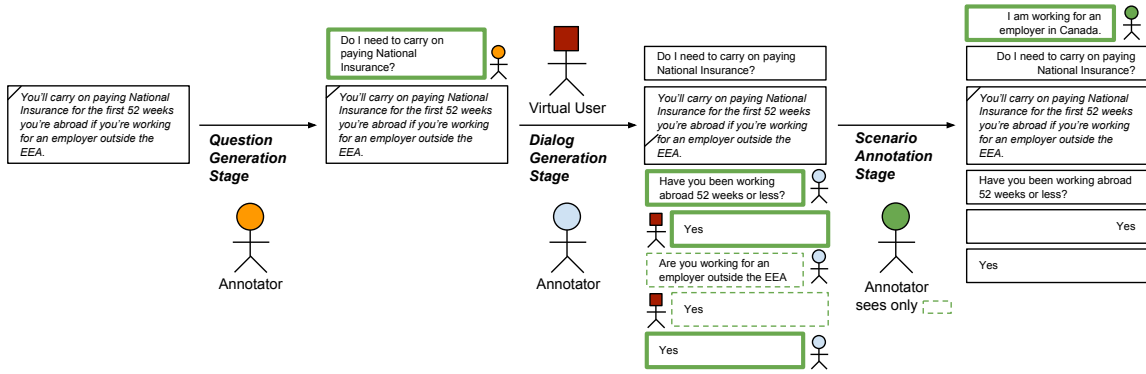 You'll carry on paying National
Insurance for the first 52 weeks
you're abroad if you're working
for an employer outside the
EEA.
Question
Generation
Stage
Annotator
Do I need to carry on
paying National
Insurance?
You'll carry on paying National
Insurance for the first 52 weeks
you're abroad if you're working
for an employer outside the
EEA.
Virtual User
Dialog
Generation
Stage
Annotator
Do I need to carry on paying
National Insurance?
You'll carry on paying National
Insurance for the first 52 weeks
you're abroad if you're working
for an employer outside the
EEA.
Have you been working
abroad 52 weeks or less?
Yes
Are you working for an
employer outside the EEA
Yes
Yes
Scenario
Annotation
Stage
Annotator
sees only
I am working for an
employer in Canada.
Do I need to carry on paying
National Insurance?
You'll carry on paying National
Insurance for the first 52 weeks
you're abroad if you're working
for an employer outside the
EEA.
Have you been working abroad
52 weeks or less?
Yes
Yes